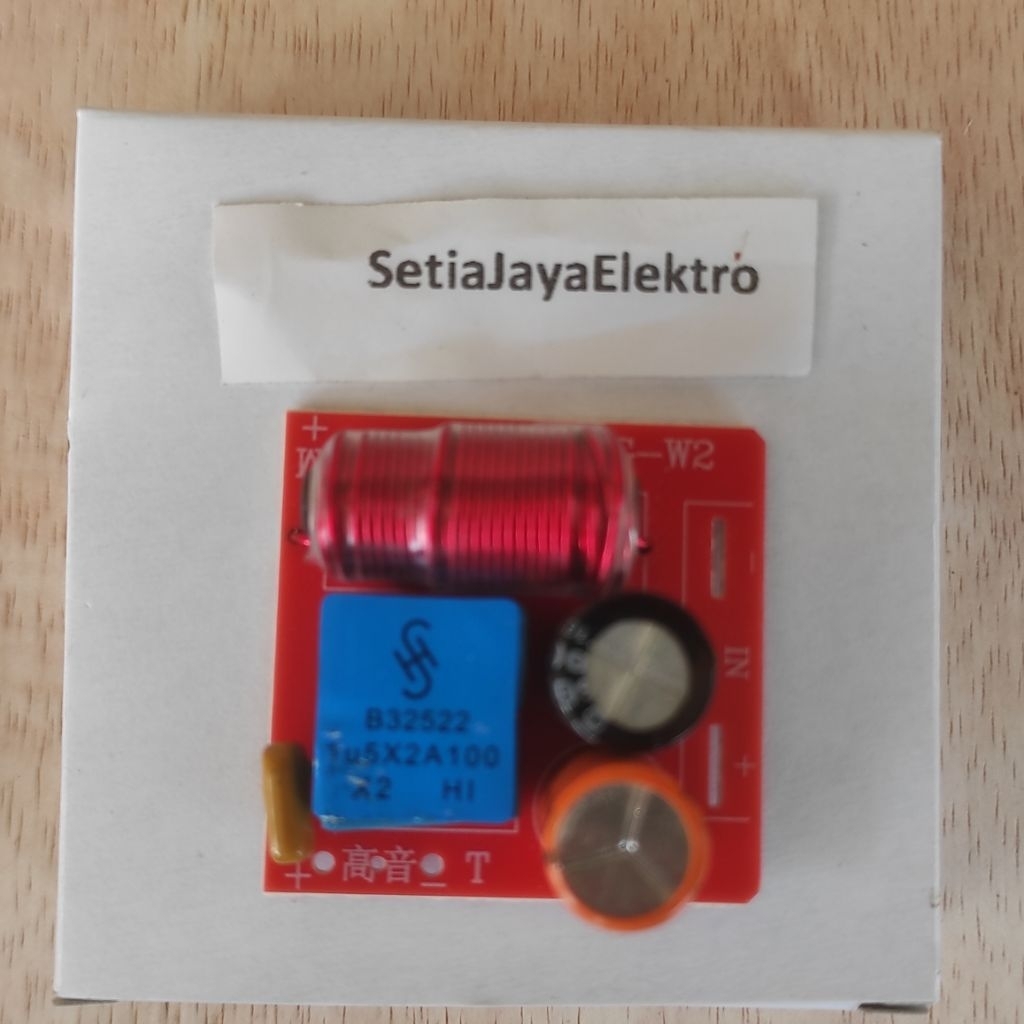 SetiaJayaElektro
+
-W2
IN
B32522
1u5X2A100
X2 HI
+
+ 高音 - T